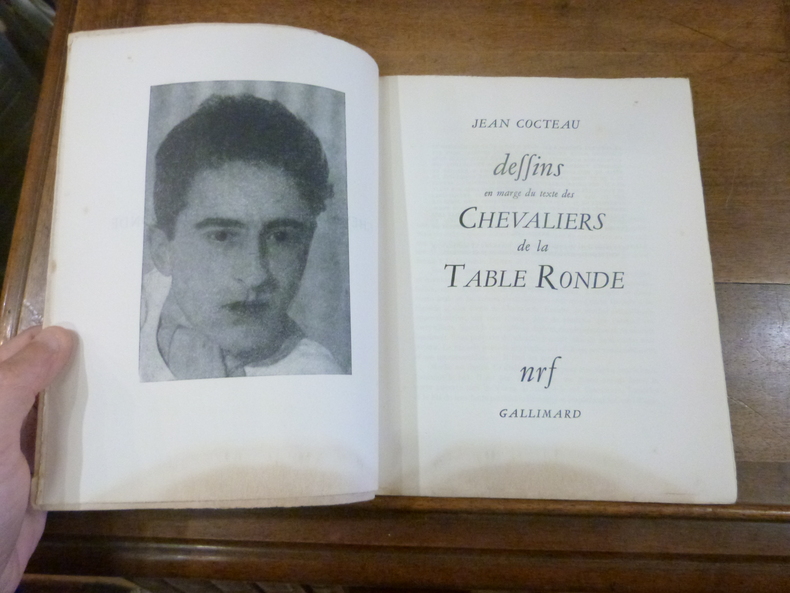 JEAN COCTEAU
deſſins
en marge du texte des
CHEVALIERS
de la
TABLE RONDE
nrf
GALLIMARD